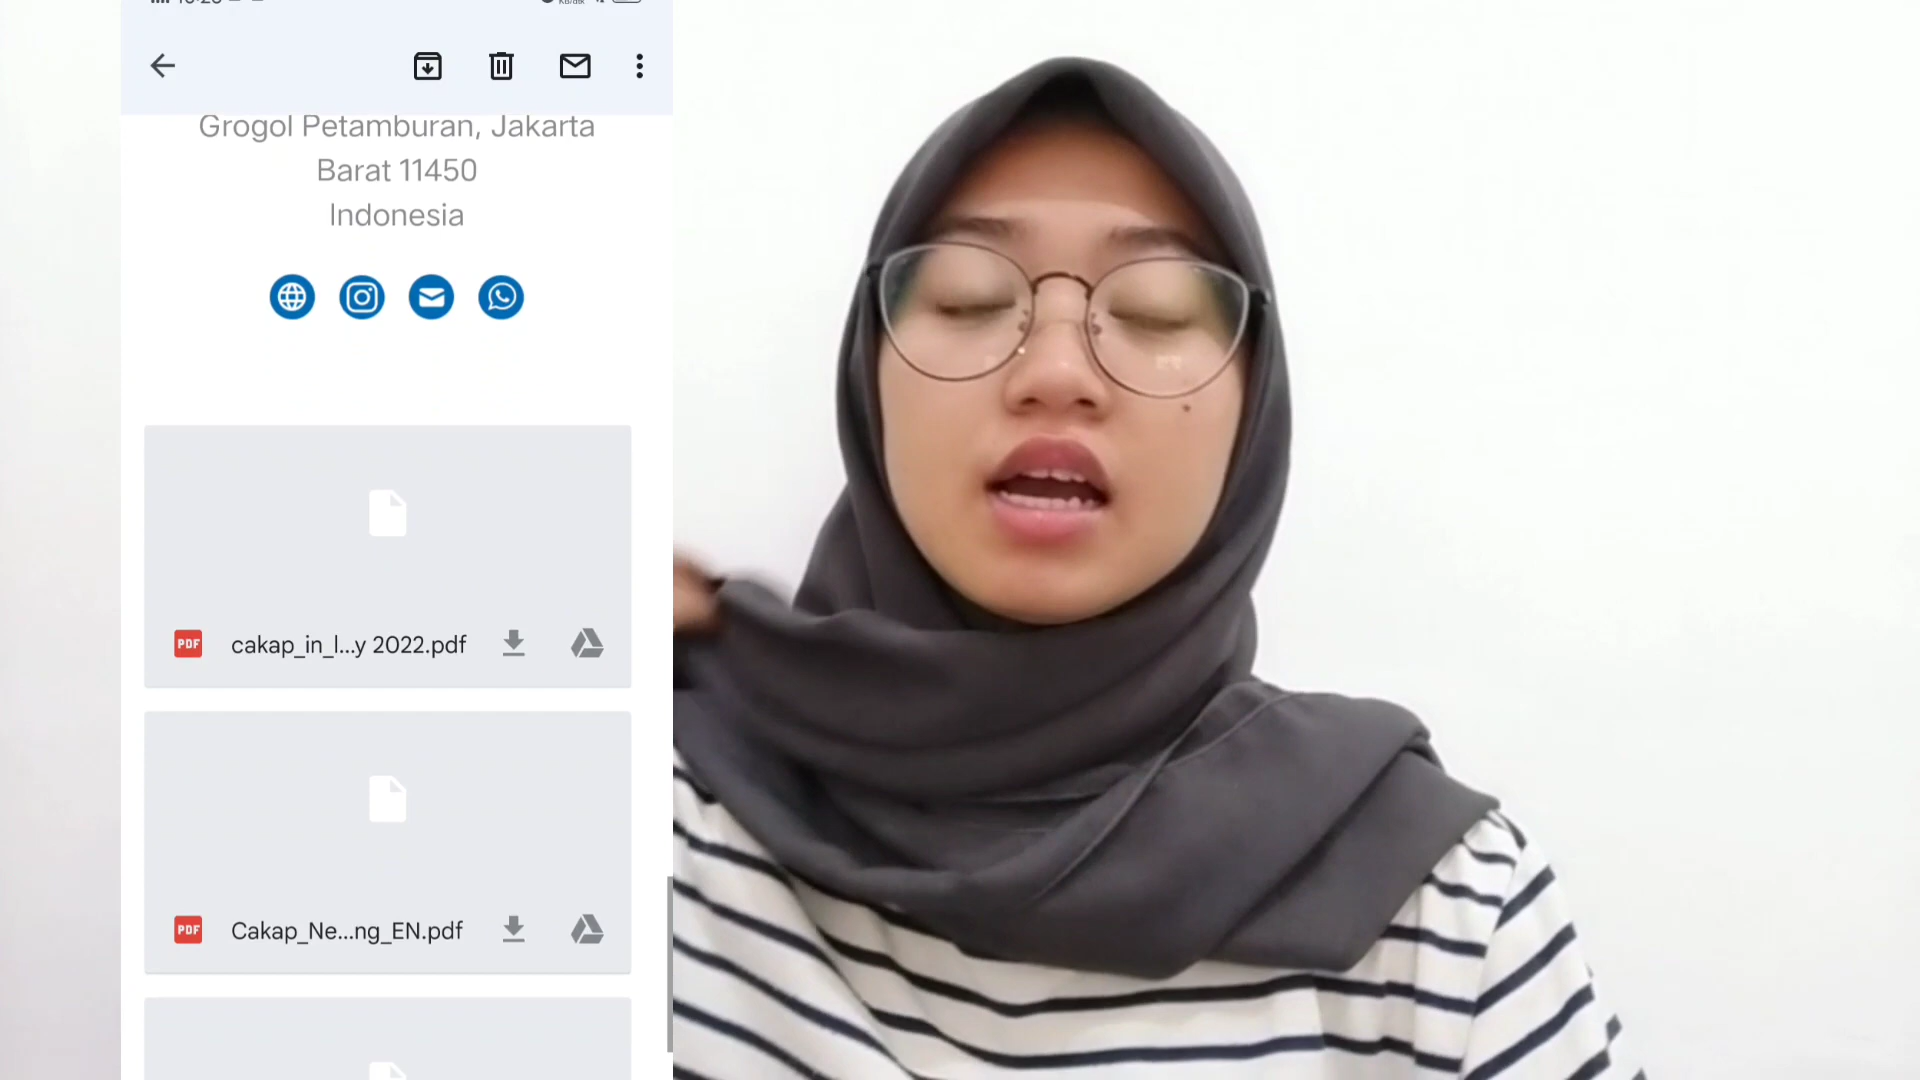 Grogol Petamburan, Jakarta
Barat 11450
Indonesia
PDF cakap_in_l...y 2022.pdf
PDF Cakap_Ne...ng_EN.pdf